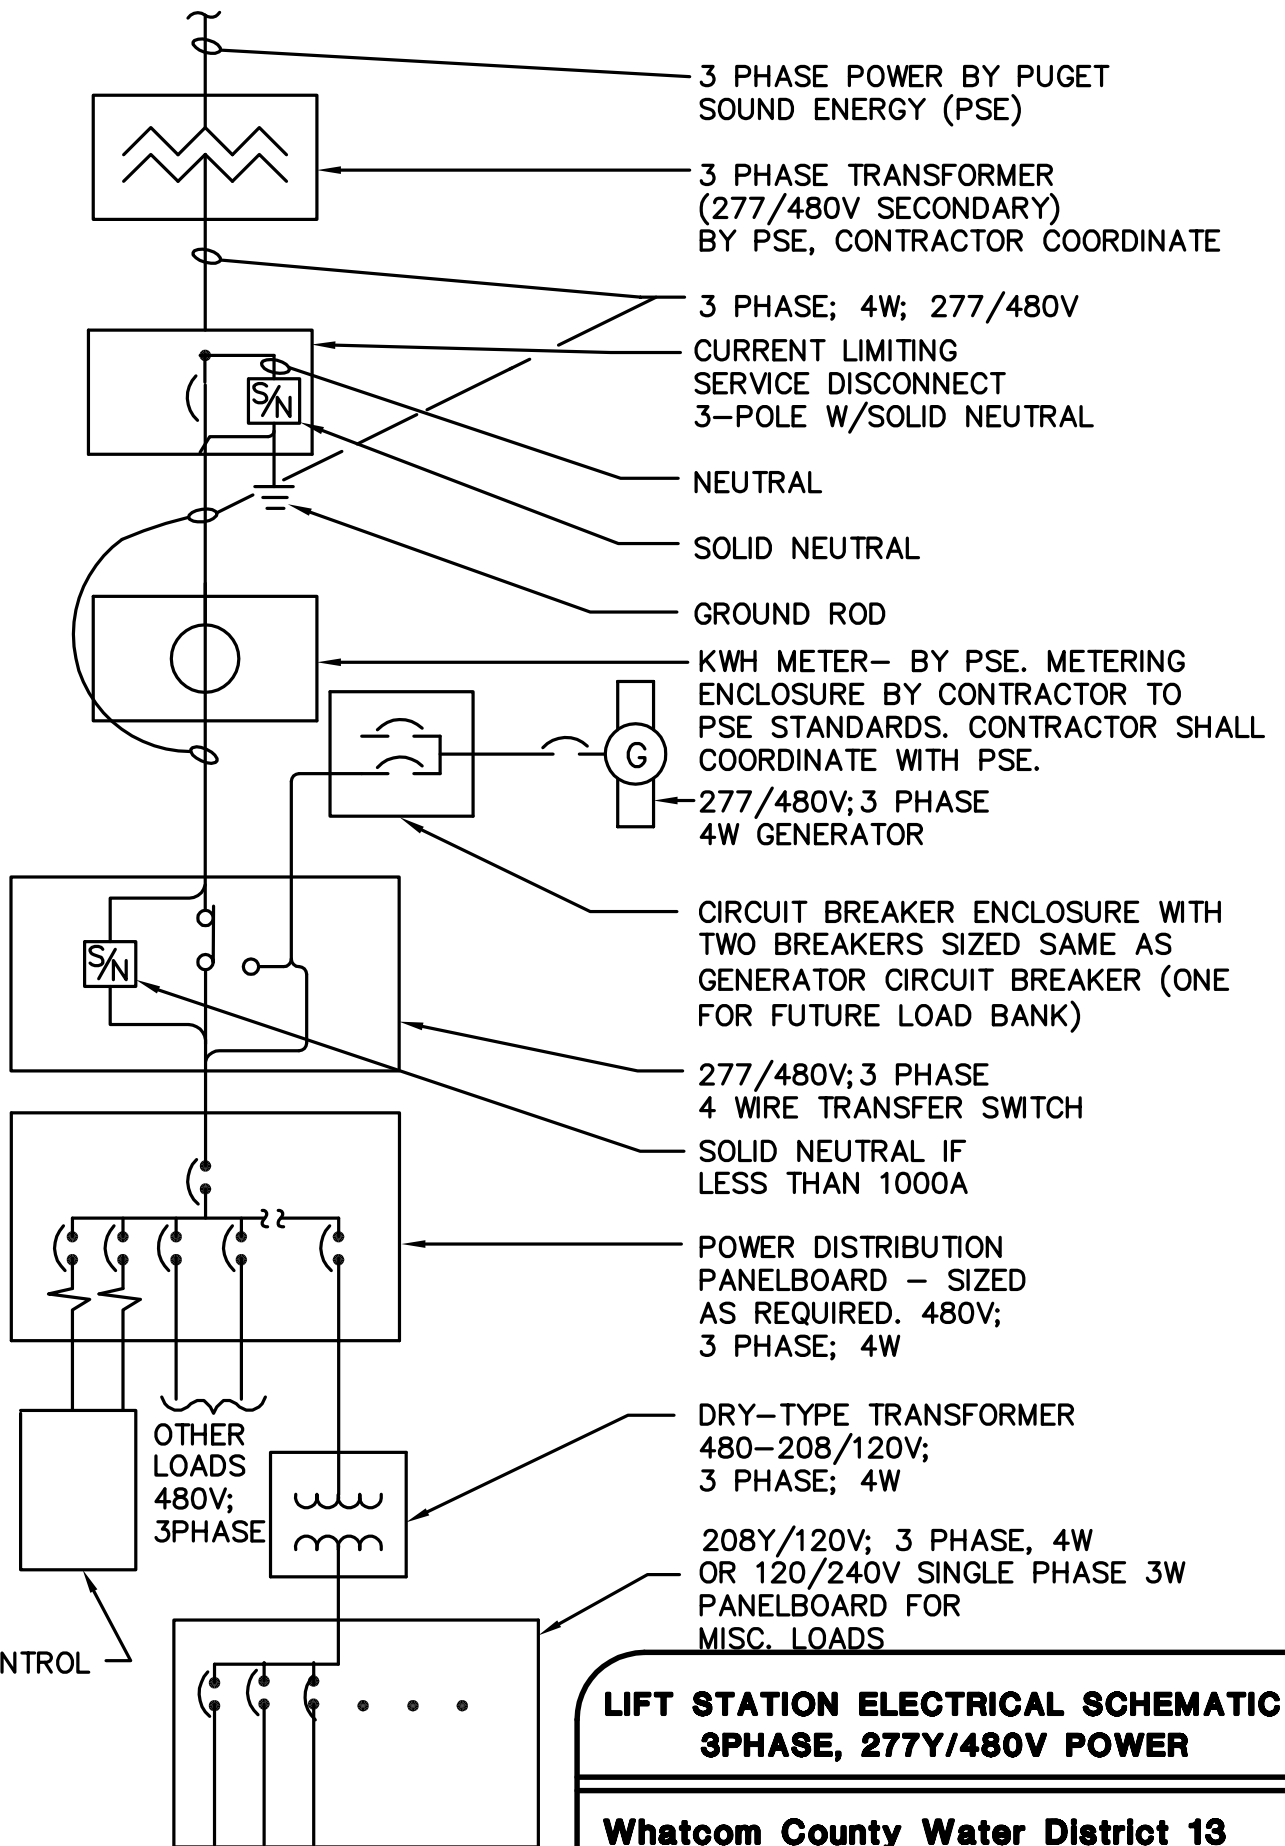 3 PHASE POWER BY PUGET
SOUND ENERGY (PSE)
3 PHASE TRANSFORMER
(277/480V SECONDARY)
BY PSE, CONTRACTOR COORDINATE
3 PHASE; 4W; 277/480V
CURRENT LIMITING
SERVICE DISCONNECT
3-POLE W/SOLID NEUTRAL
S/N
NEUTRAL
SOLID NEUTRAL
GROUND ROD
KWH METER- BY PSE. METERING
ENCLOSURE BY CONTRACTOR TO
PSE STANDARDS. CONTRACTOR SHALL
COORDINATE WITH PSE.
G
277/480V; 3 PHASE
4W GENERATOR
CIRCUIT BREAKER ENCLOSURE WITH
TWO BREAKERS SIZED SAME AS
GENERATOR CIRCUIT BREAKER (ONE
FOR FUTURE LOAD BANK)
S/N
277/480V; 3 PHASE
4 WIRE TRANSFER SWITCH
SOLID NEUTRAL IF
LESS THAN 1000A
POWER DISTRIBUTION
PANELBOARD - SIZED
AS REQUIRED. 480V;
3 PHASE; 4W
OTHER
LOADS
480V;
3PHASE
DRY-TYPE TRANSFORMER
480-208/120V;
3 PHASE; 4W
208Y/120V; 3 PHASE, 4W
OR 120/240V SINGLE PHASE 3W
PANELBOARD FOR
MISC. LOADS
NTROL
LIFT STATION ELECTRICAL SCHEMATIC
3PHASE, 277Y/480V POWER
Whatcom County Water District 13